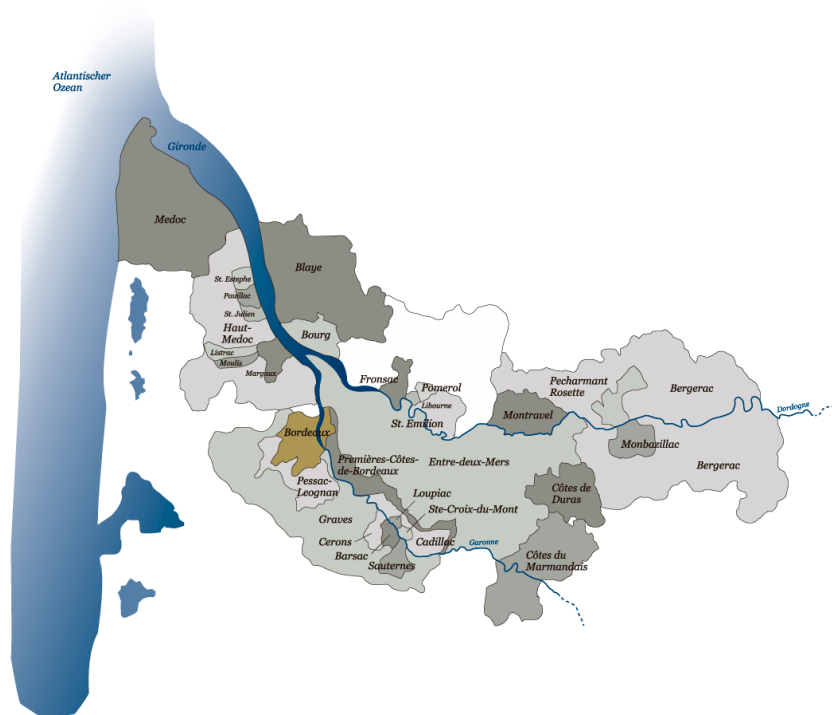 Atlantischer
Ozean
Gironde
Medoc
Blaye
St. Estephe
Pauillac
St. Julien
Haut-
Medoc
Bourg
Listrac
Moulis
Margaux
Fronsac
Pomerol
Libourne
St. Emilion
Pecharmant
Rosette
Bergerac
Montravel
Dordogne
Monbazillac
Bergerac
Bordeaux
Premières-Côtes-
de-Bordeaux
Entre-deux-Mers
Pessac-
Leognan
Côtes de
Duras
Loupiac
Ste-Croix-du-Mont
Graves
Cerons
Cadillac
Garonne
Barsac
Sauternes
Côtes du
Marmandais